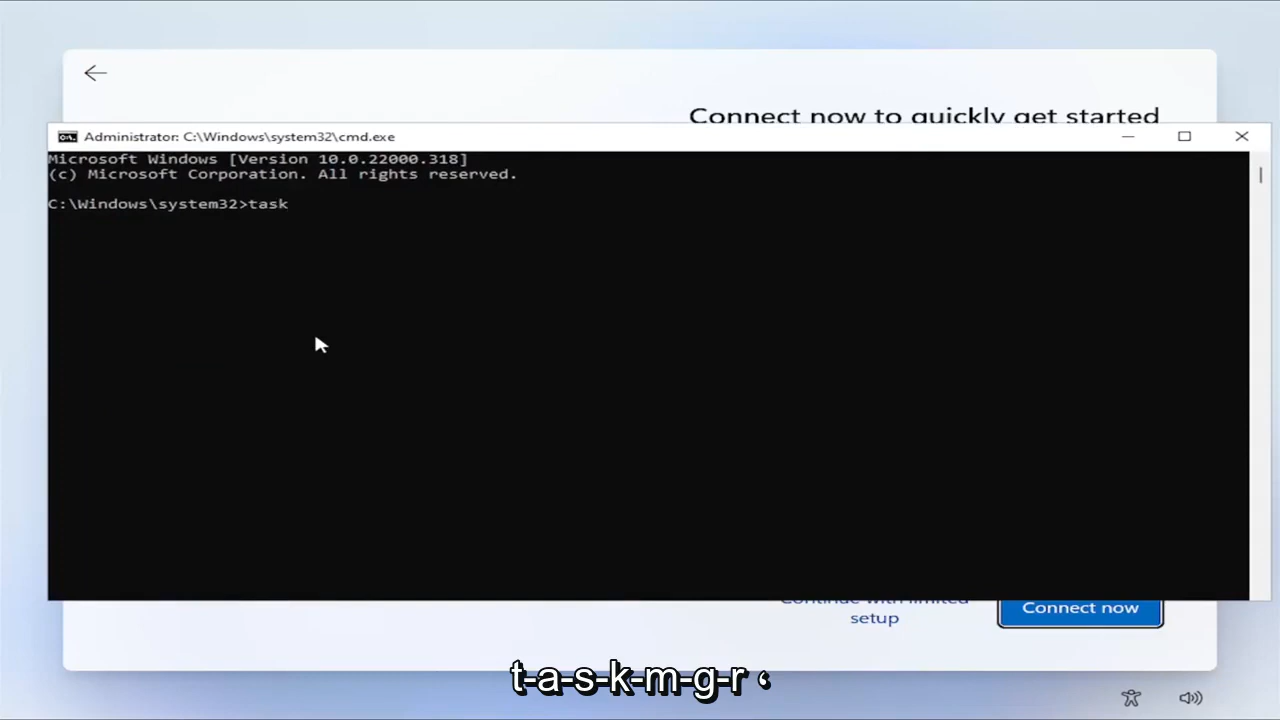 Connect now to quickly get started
Administrator: C:\Windows\system32\cmd.exe
Microsoft Windows [Version 10.0.22000.318]
(c) Microsoft Corporation. All rights reserved.
C:\Windows\system32>task
Continue with limited
setup
Connect now
t-a-s-k-m-g-r ،